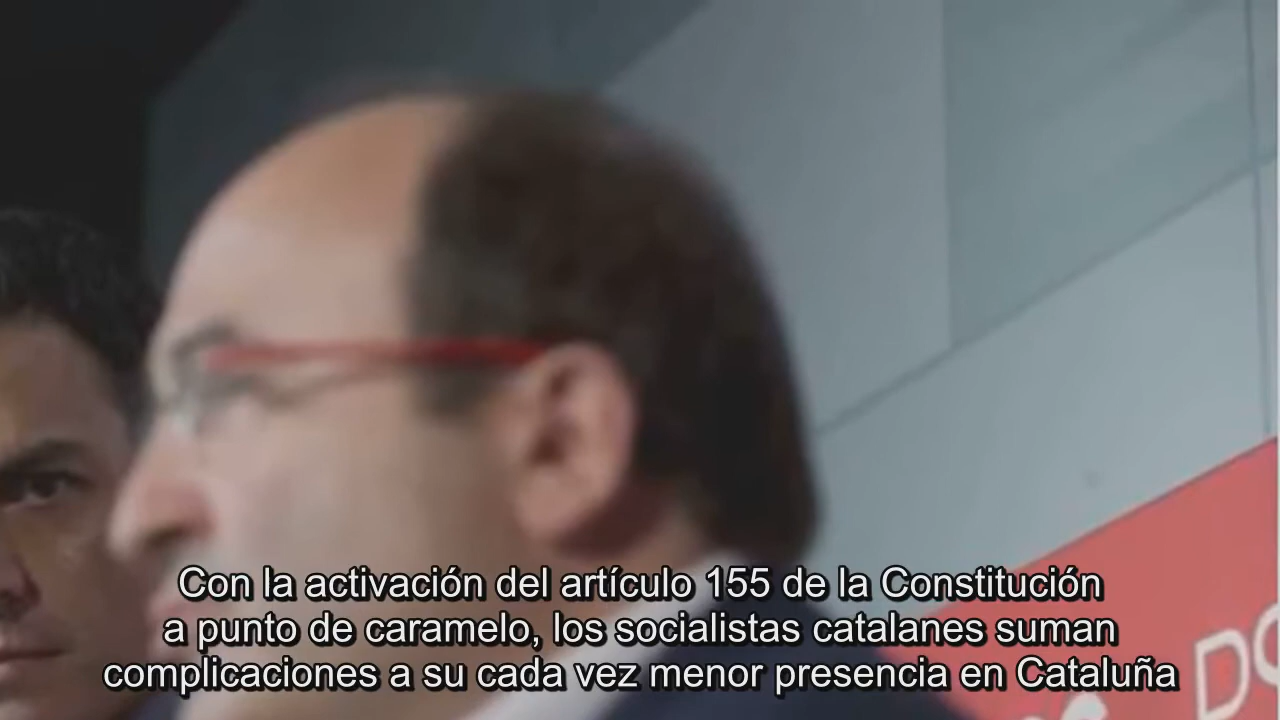 Con la activación del artículo 155 de la Constitución
a punto de caramelo, los socialistas catalanes suman
complicaciones a su cada vez menor presencia en Cataluña